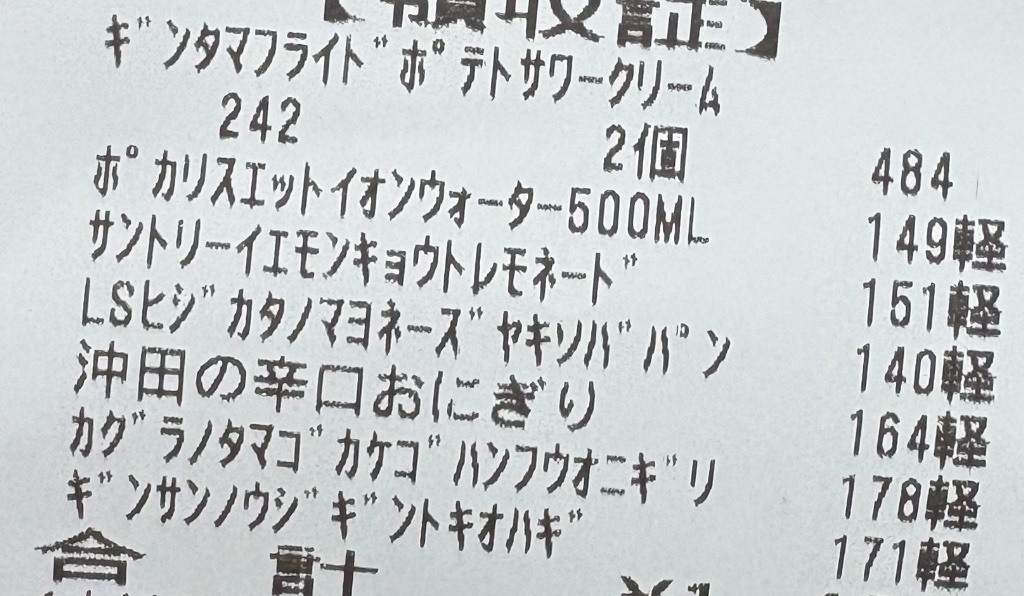 【領収証】
ギンタマフライドポテトサワークリーム
242 2個 484
ポカリスエットイオンウォーター500ML 149軽
サントリーイエモンキョウトレモネード 151軽
LSヒジカタノマヨネーズヤキソバパン 140軽
沖田の辛口おにぎり 164軽
カグラノタマゴカケゴハンフウオニギリ 178軽
ギンサンノウジギントキオハギ 171軽
合 計